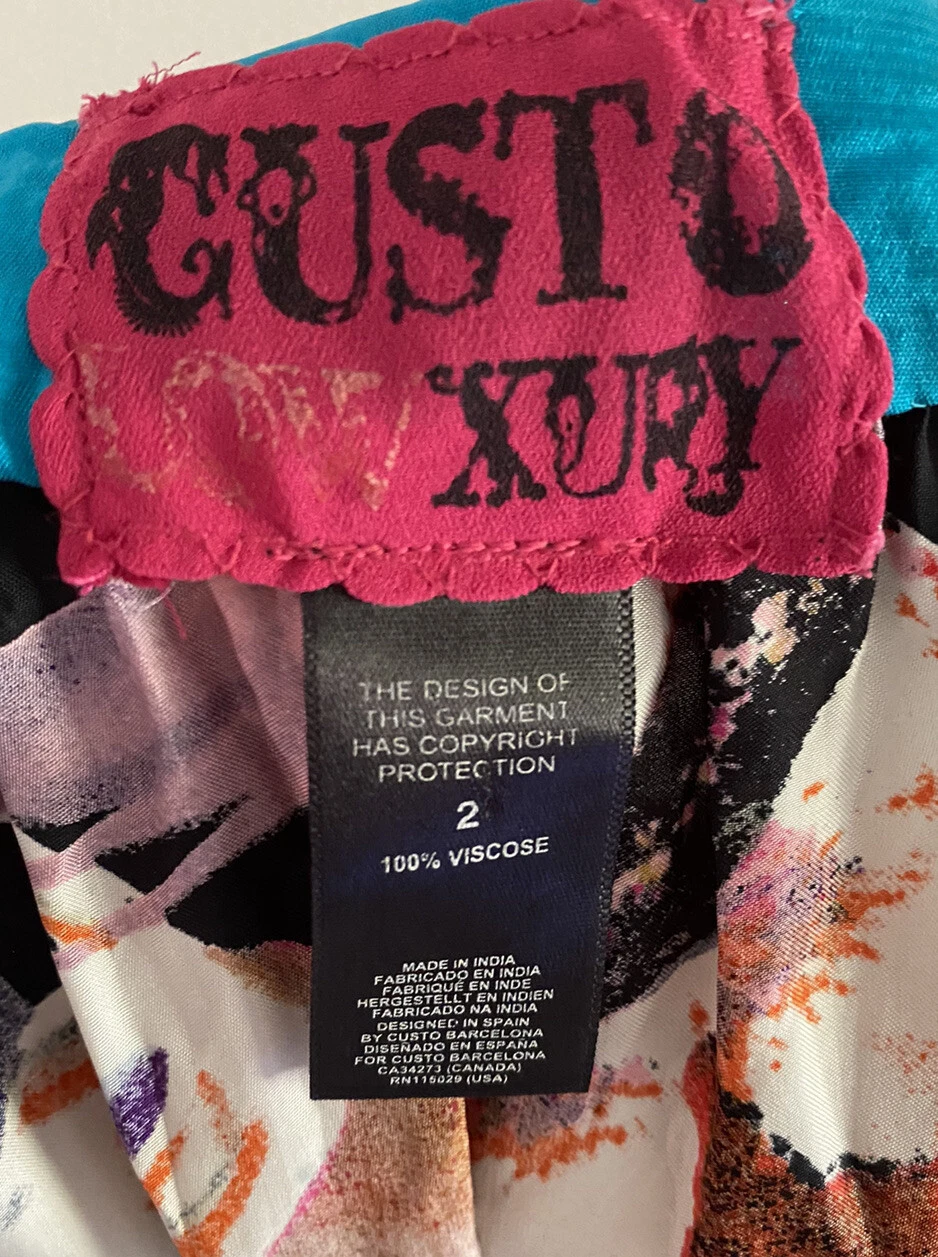 CUSTO
LOWXURY
THE DESIGN OF
THIS GARMENT
HAS COPYRIGHT
PROTECTION
2
100% VISCOSE
MADE IN INDIA
FABRICADO EN INDIA
FABRIQUÉ EN INDE
HERGESTELLT EN INDIEN
FABRICADO NA INDIA
DESIGNED IN SPAIN
BY CUSTO BARCELONA
DISEÑADO EN ESPAÑA
FOR CUSTO BARCELONA
CA34273 (CANADA)
RN115029 (USA)